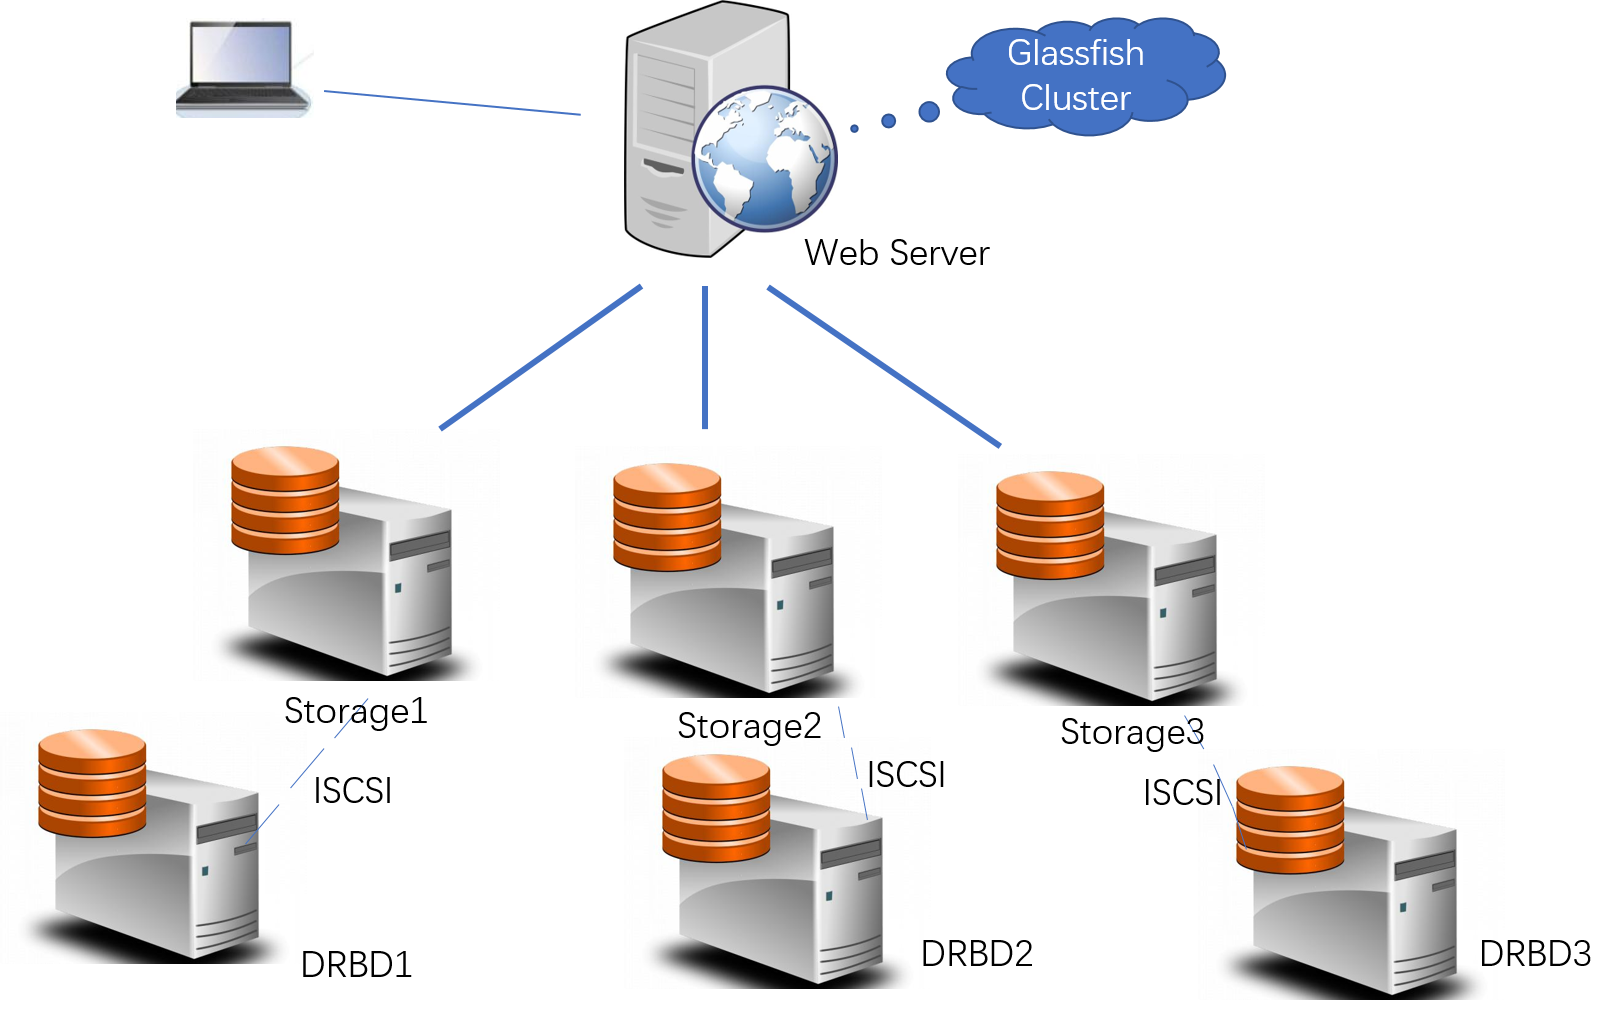 Glassfish
Cluster
Web Server
Storage1
Storage2
Storage3
ISCSI
ISCSI
ISCSI
DRBD1
DRBD2
DRBD3